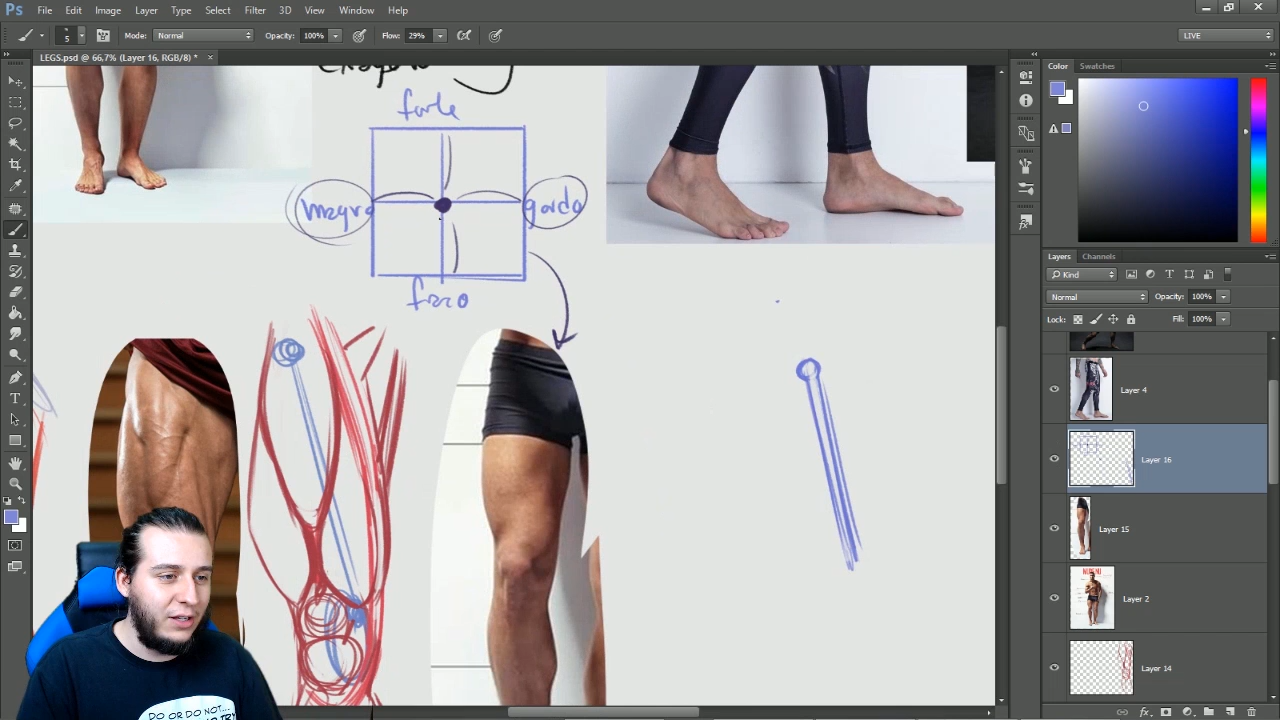 Ps File Edit Image Layer Type Select Filter 3D View Window Help
5 Mode: Normal Opacity: 100% Flow: 29% LIVE
LEGS.psd @ 66,7% (Layer 16, RGB/8) * ×
Color Swatches
forte
magro gordo
fraco
Layers Channels
Kind
Normal Opacity: 100%
Lock: Fill: 100%
Layer 4
Layer 16
Layer 15
Layer 2
Layer 14
DO OR DO NOT...